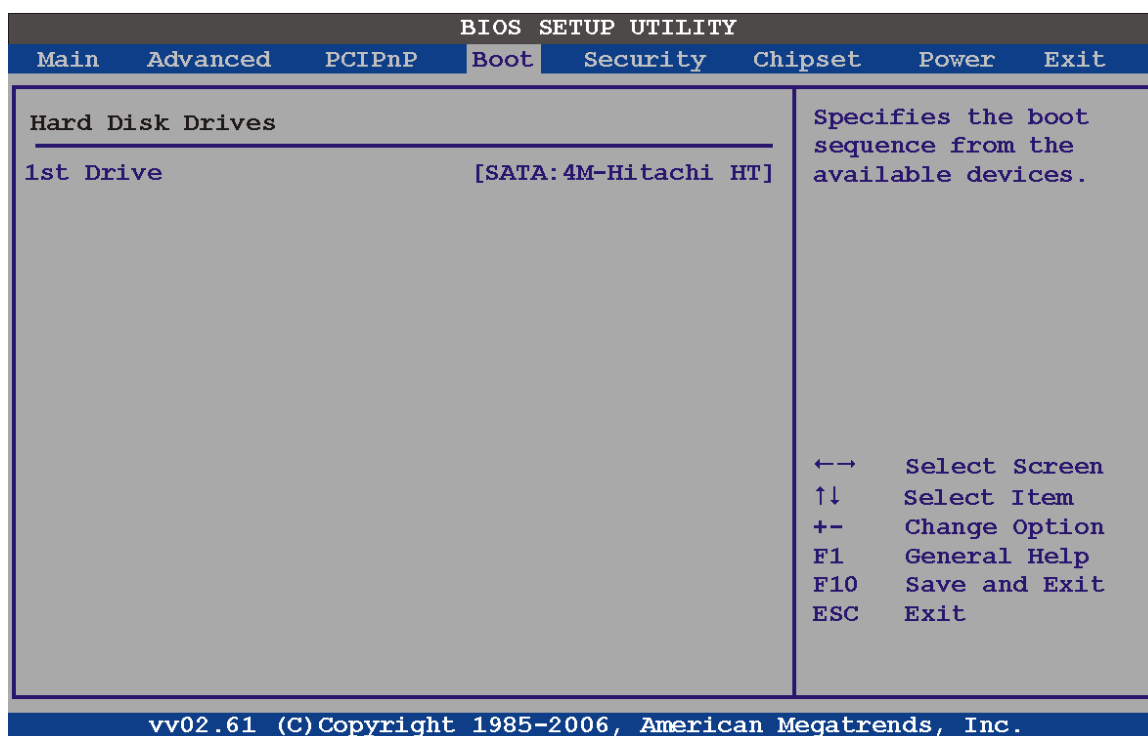 BIOS SETUP UTILITY
Main Advanced PCIPnP Boot Security Chipset Power Exit
Hard Disk Drives
1st Drive [SATA:4M-Hitachi HT]
Specifies the boot
sequence from the
available devices.
←→ Select Screen
↑↓ Select Item
+- Change Option
F1 General Help
F10 Save and Exit
ESC Exit
vv02.61 (C)Copyright 1985-2006, American Megatrends, Inc.